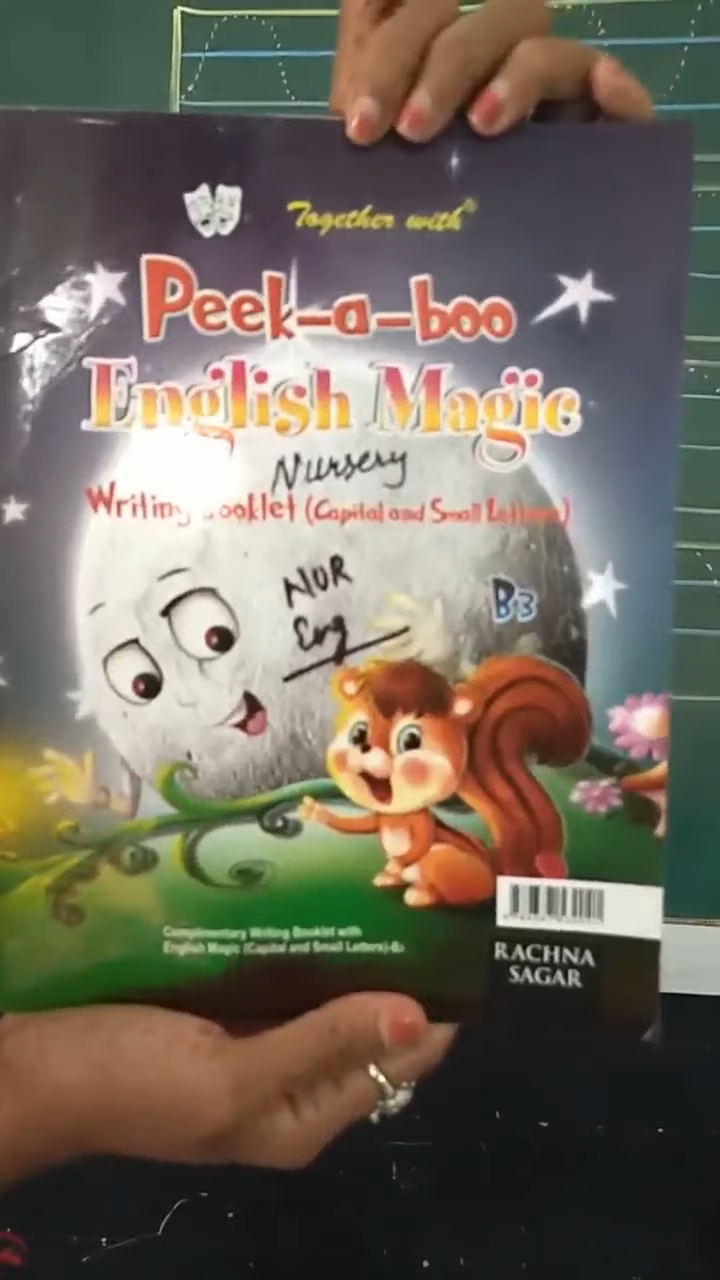 Together with®
Peek-a-boo
English Magic
Nursery
Writing Booklet (Capital and Small Letters)
NUR
B3
Eng
Complimentary Writing Booklet with
English Magic (Capital and Small Letters)-B3
RACHNA
SAGAR